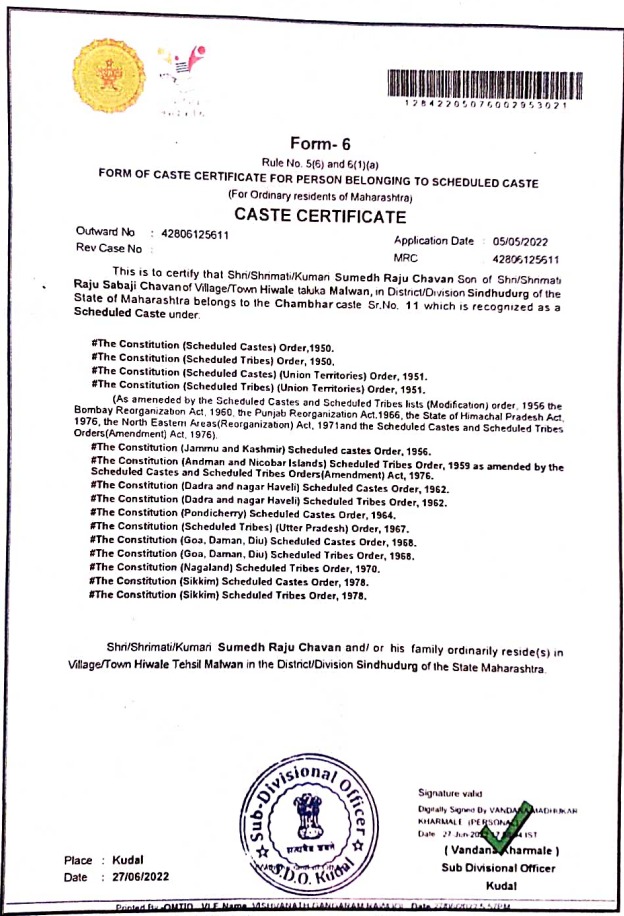 12842205076002953021
Form- 6
Rule No. 5(6) and 6(1)(a)
FORM OF CASTE CERTIFICATE FOR PERSON BELONGING TO SCHEDULED CASTE
(For Ordinary residents of Maharashtra)
CASTE CERTIFICATE
Outward No : 42806125611
Application Date : 05/05/2022
Rev Case No :
MRC 42806125611
This is to certify that Shri/Shrimati/Kumari Sumedh Raju Chavan Son of Shri/Shrimati
Raju Sabaji Chavan of Village/Town Hiwale taluka Malwan, in District/Division Sindhudurg of the
State of Maharashtra belongs to the Chambhar caste Sr.No. 11 which is recognized as a
Scheduled Caste under.
#The Constitution (Scheduled Castes) Order,1950.
#The Constitution (Scheduled Tribes) Order, 1950.
#The Constitution (Scheduled Castes) (Union Territories) Order, 1951.
#The Constitution (Scheduled Tribes) (Union Territories) Order, 1951.
(As ameneded by the Scheduled Castes and Scheduled Tribes lists (Modification) order, 1956 the
Bombay Reorganization Act, 1960, the Punjab Reorganization Act,1966, the State of Himachal Pradesh Act,
1976, the North Eastern Areas(Reorganization) Act, 1971and the Scheduled Castes and Scheduled Tribes
Orders(Amendment) Act, 1976).
#The Constitution (Jammu and Kashmir) Scheduled castes Order, 1956.
#The Constitution (Andman and Nicobar Islands) Scheduled Tribes Order, 1959 as amended by the
Scheduled Castes and Scheduled Tribes Orders(Amendment) Act, 1976.
#The Constitution (Dadra and nagar Haveli) Scheduled Castes Order, 1962.
#The Constitution (Dadra and nagar Haveli) Scheduled Tribes Order, 1962.
#The Constitution (Pondicherry) Scheduled Castes Order, 1964.
#The Constitution (Scheduled Tribes) (Utter Pradesh) Order, 1967.
#The Constitution (Goa, Daman, Diu) Scheduled Castes Order, 1968.
#The Constitution (Goa, Daman, Diu) Scheduled Tribes Order, 1968.
#The Constitution (Nagaland) Scheduled Tribes Order, 1970.
#The Constitution (Sikkim) Scheduled Castes Order, 1978.
#The Constitution (Sikkim) Scheduled Tribes Order, 1978.
Shri/Shrimati/Kumari Sumedh Raju Chavan and/ or his family ordinarily reside(s) in
Village/Town Hiwale Tehsil Malwan in the District/Division Sindhudurg of the State Maharashtra.
Sub-Divisional Officer
सत्यमेव जयते
S.D.O. Kudal
Signature valid
Digitally Signed By VANDANA MADHUKAR
KHARMALE (PERSONAL)
Date 27 Jun IST
( Vandana Kharmale )
Sub Divisional Officer
Kudal
Place : Kudal
Date : 27/06/2022
Printed By -OMTID VLE Name Date